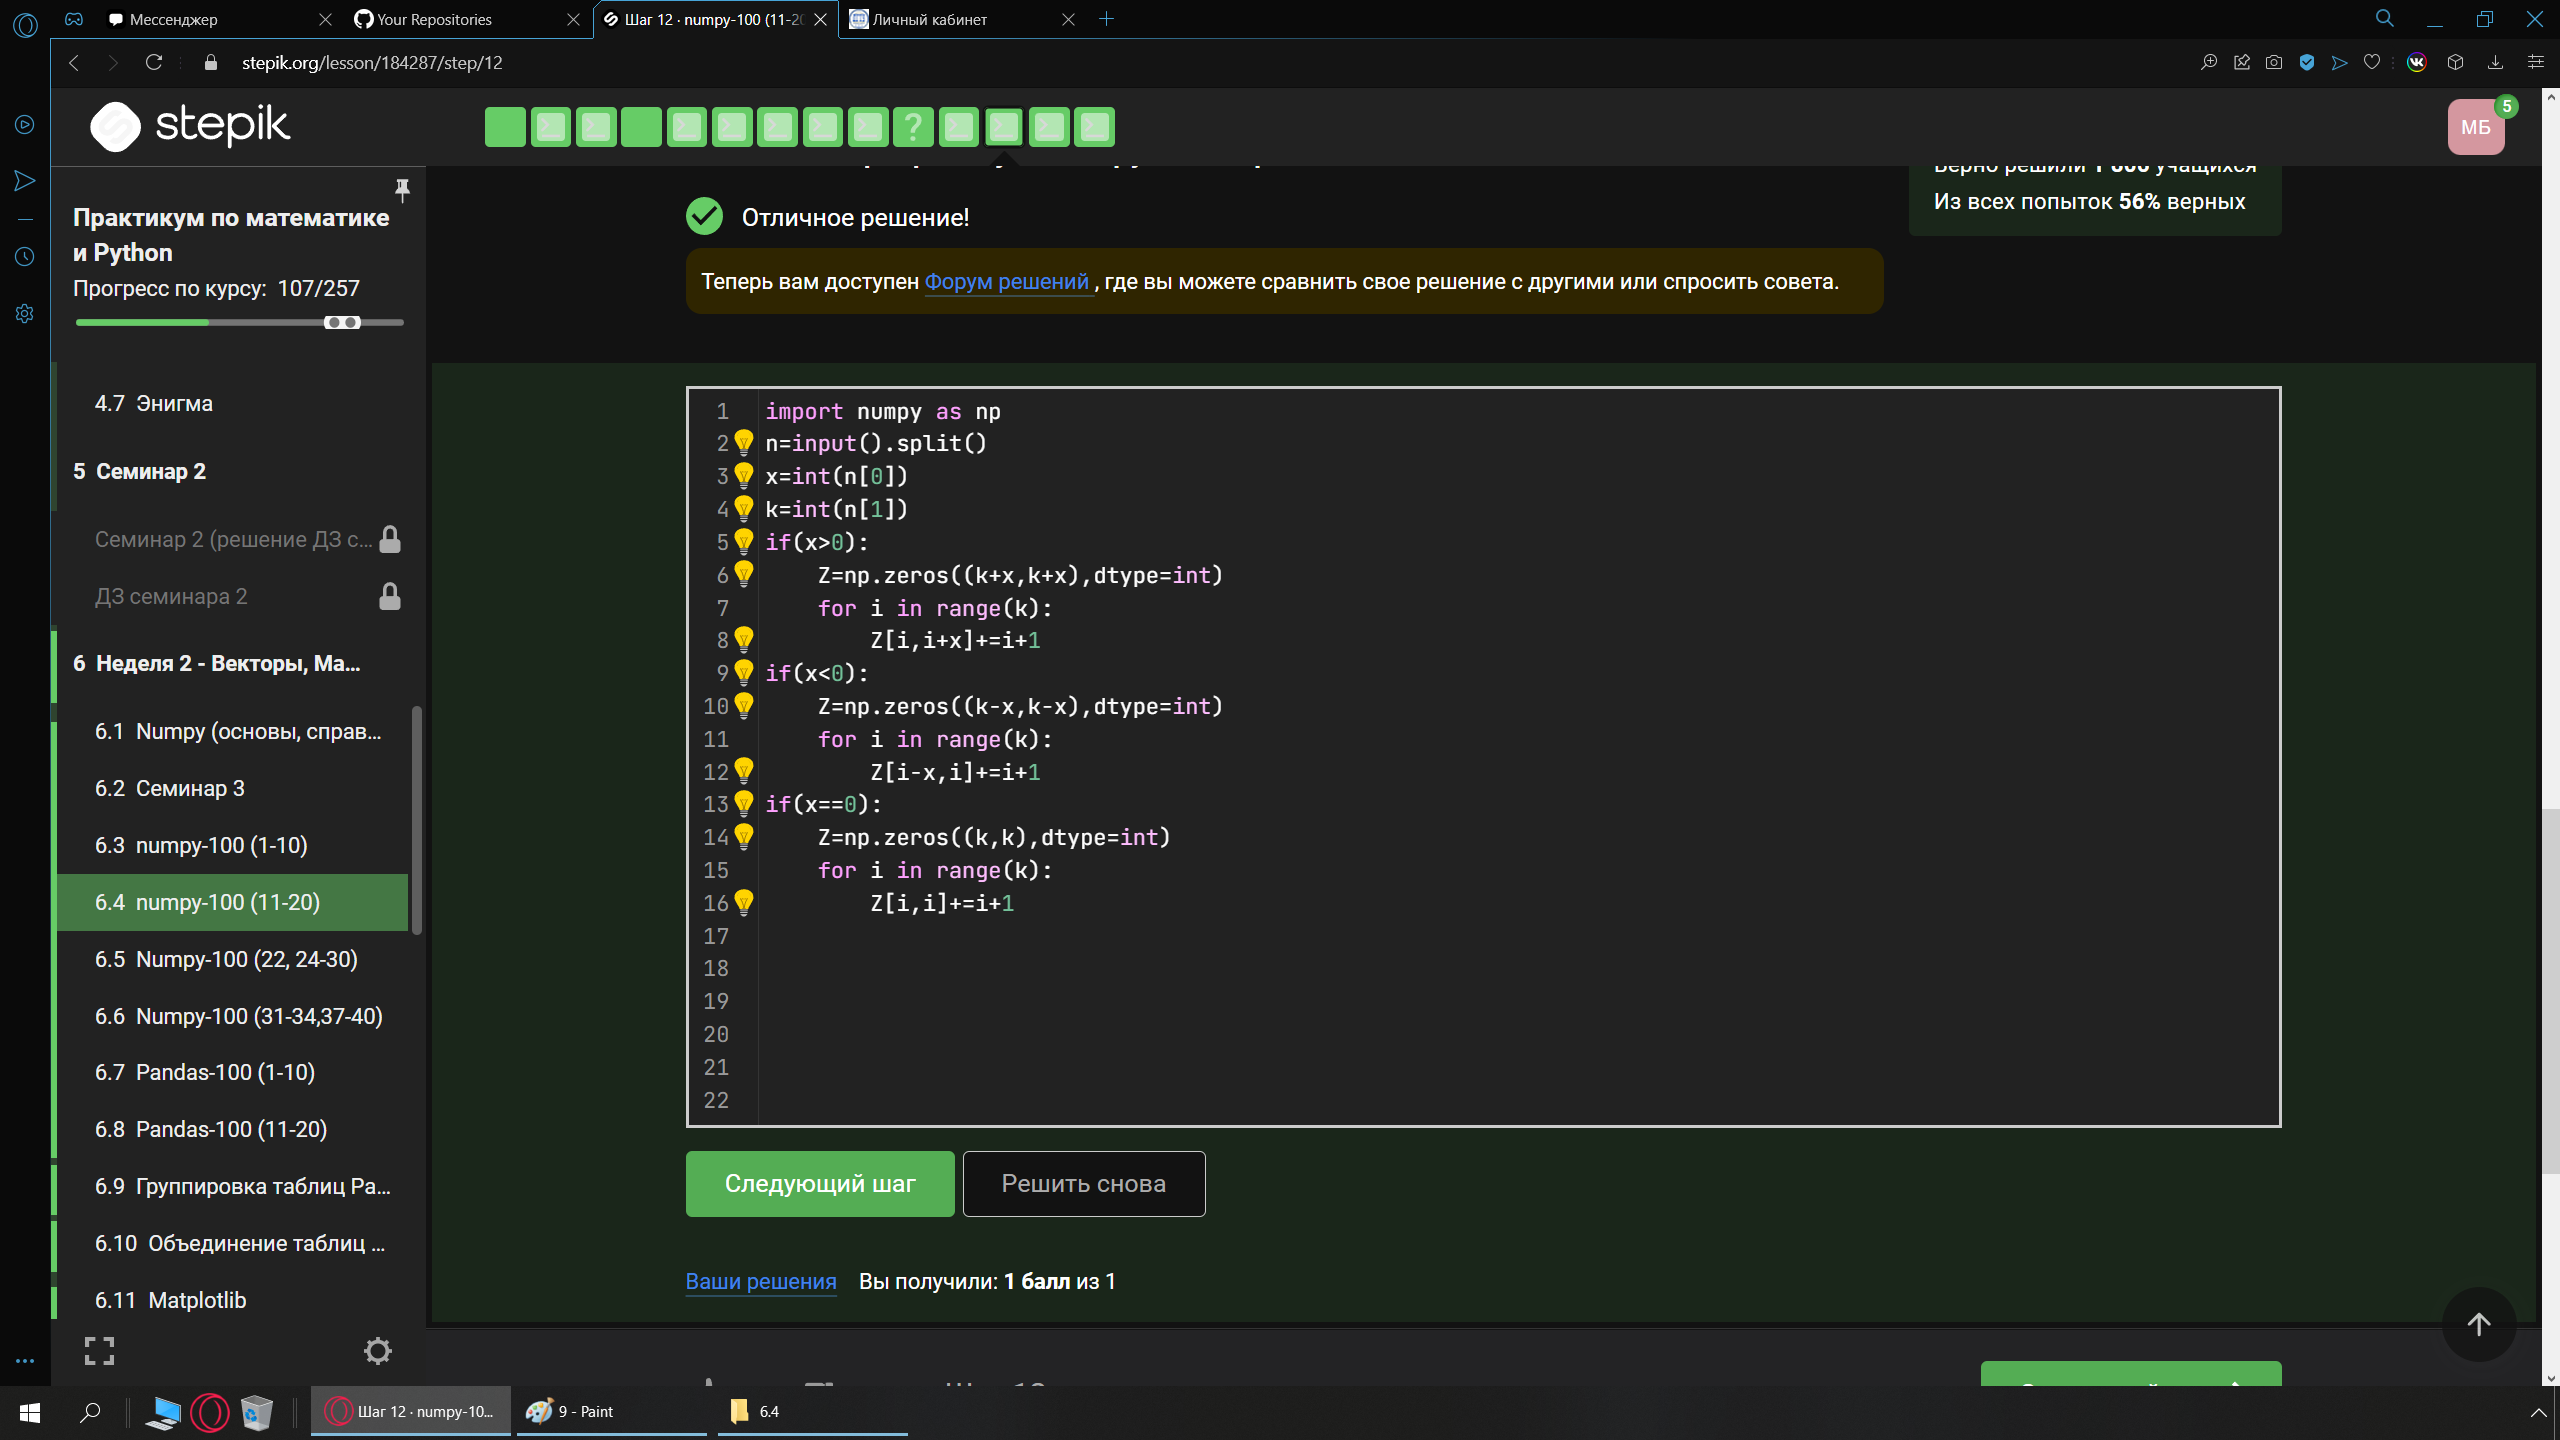 Мессенджер
Your Repositories
Шаг 12 · numpy-100 (11-20
Личный кабинет
stepik.org/lesson/184287/step/12
stepik
?
МБ
5
Практикум по математике
и Python
Прогресс по курсу: 107/257
4.7 Энигма
5 Семинар 2
Семинар 2 (решение ДЗ с...
ДЗ семинара 2
6 Неделя 2 - Векторы, Ма...
6.1 Numpy (основы, справ...
6.2 Семинар 3
6.3 numpy-100 (1-10)
6.4 numpy-100 (11-20)
6.5 Numpy-100 (22, 24-30)
6.6 Numpy-100 (31-34,37-40)
6.7 Pandas-100 (1-10)
6.8 Pandas-100 (11-20)
6.9 Группировка таблиц Pa...
6.10 Объединение таблиц ...
6.11 Matplotlib
Верно решили учащихся
Из всех попыток 56% верных
Отличное решение!
Теперь вам доступен Форум решений , где вы можете сравнить свое решение с другими или спросить совета.
1 import numpy as np
2 n=input().split()
3 x=int(n[0])
4 k=int(n[1])
5 if(x>0):
6 Z=np.zeros((k+x,k+x),dtype=int)
7 for i in range(k):
8 Z[i,i+x]+=i+1
9 if(x<0):
10 Z=np.zeros((k-x,k-x),dtype=int)
11 for i in range(k):
12 Z[i-x,i]+=i+1
13 if(x==0):
14 Z=np.zeros((k,k),dtype=int)
15 for i in range(k):
16 Z[i,i]+=i+1
17
18
19
20
21
22
Следующий шаг
Решить снова
Ваши решения Вы получили: 1 балл из 1
Шаг 12 · numpy-10...
9 - Paint
6.4